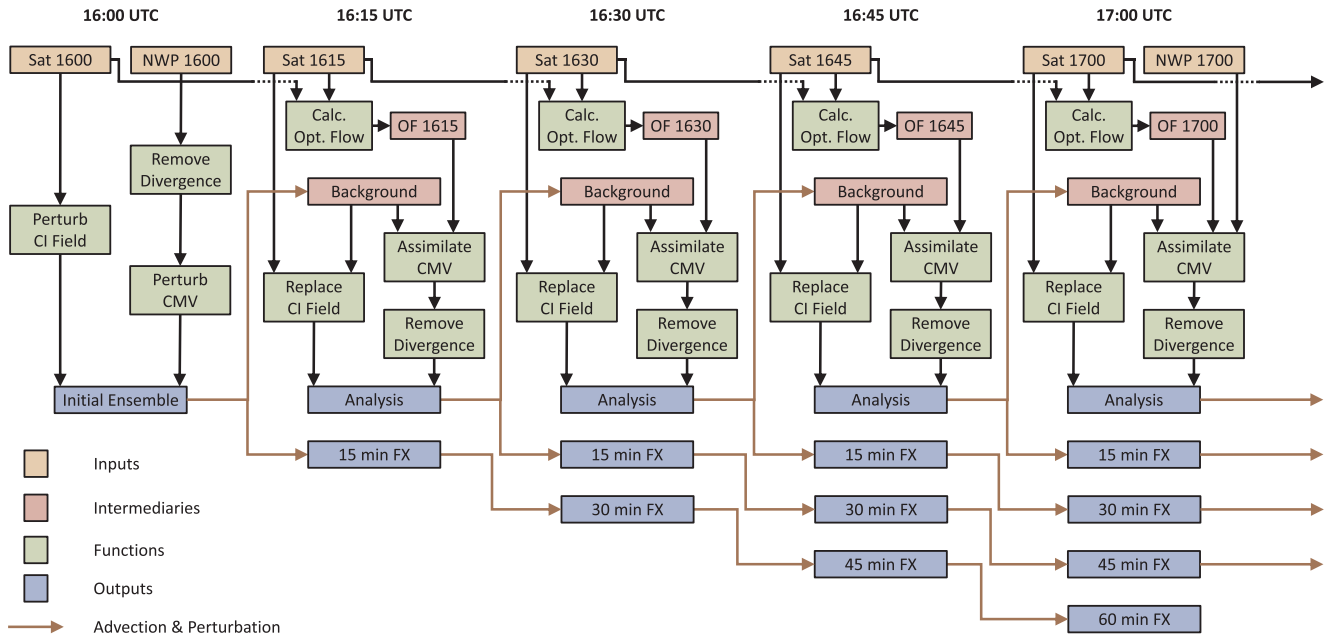 16:00 UTC
16:15 UTC
16:30 UTC
16:45 UTC
17:00 UTC
Sat 1600
NWP 1600
Sat 1615
Sat 1630
Sat 1645
Sat 1700
NWP 1700
Calc.
Opt. Flow
OF 1615
Calc.
Opt. Flow
OF 1630
Calc.
Opt. Flow
OF 1645
Calc.
Opt. Flow
OF 1700
Remove
Divergence
Background
Background
Background
Background
Perturb
CI Field
Assimilate
CMV
Assimilate
CMV
Assimilate
CMV
Assimilate
CMV
Perturb
CMV
Replace
CI Field
Replace
CI Field
Replace
CI Field
Replace
CI Field
Remove
Divergence
Remove
Divergence
Remove
Divergence
Remove
Divergence
Initial Ensemble
Analysis
Analysis
Analysis
Analysis
15 min FX
15 min FX
15 min FX
15 min FX
30 min FX
30 min FX
30 min FX
45 min FX
45 min FX
60 min FX
Inputs
Intermediaries
Functions
Outputs
Advection & Perturbation